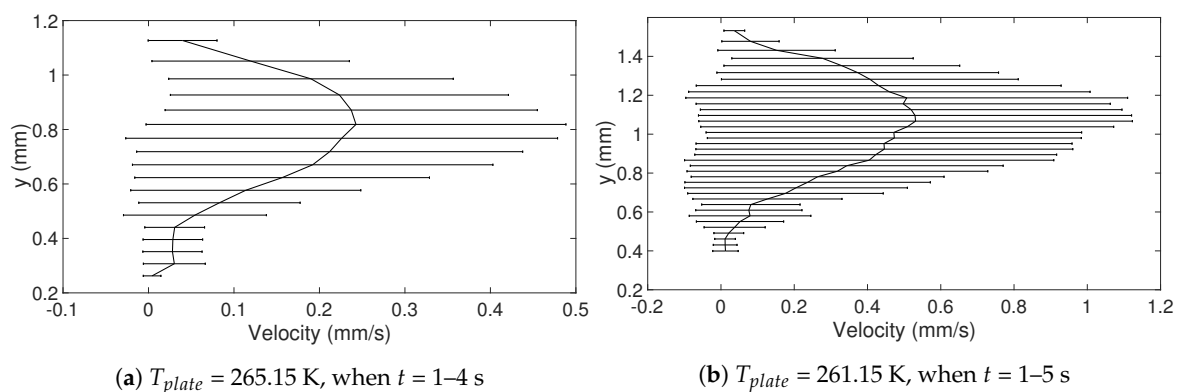 1.2
1
0.8
0.6
0.4
0.2
y (mm)
-0.1 0 0.1 0.2 0.3 0.4 0.5
Velocity (mm/s)
(a) T_plate = 265.15 K, when t = 1–4 s
1.4
1.2
1
0.8
0.6
0.4
0.2
y (mm)
-0.2 0 0.2 0.4 0.6 0.8 1 1.2
Velocity (mm/s)
(b) T_plate = 261.15 K, when t = 1–5 s